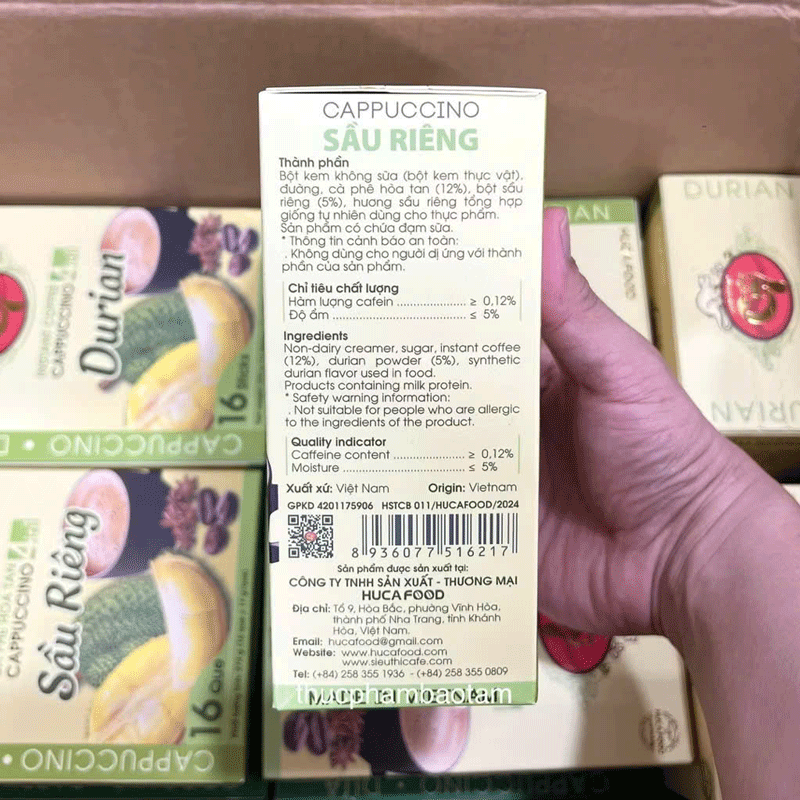 CAPPUCCINO
SẦU RIÊNG
Thành phần
Bột kem không sữa (bột kem thực vật),
đường, cà phê hòa tan (12%), bột sầu
riêng (5%), hương sầu riêng tổng hợp
giống tự nhiên dùng cho thực phẩm.
Sản phẩm có chứa đạm sữa.
* Thông tin cảnh báo an toàn:
. Không dùng cho người dị ứng với thành
phần của sản phẩm.
Chỉ tiêu chất lượng
Hàm lượng cafein ≥ 0,12%
Độ ẩm ≤ 5%
Ingredients
Non-dairy creamer, sugar, instant coffee
(12%), durian powder (5%), synthetic
durian flavor used in food.
Products containing milk protein.
* Safety warning information:
. Not suitable for people who are allergic
to the ingredients of the product.
Quality indicator
Caffeine content ≥ 0,12%
Moisture ≤ 5%
Xuất xứ: Việt Nam Origin: Vietnam
GPKD 4201175906 HSTCB 011/HUCAFOOD/2024
8 936077 516217
Sản phẩm được sản xuất tại:
CÔNG TY TNHH SẢN XUẤT - THƯƠNG MẠI
HUCAFOOD
Địa chỉ: Tổ 9, Hòa Bắc, phường Vĩnh Hòa,
thành phố Nha Trang, tỉnh Khánh
Hòa, Việt Nam.
Email: hucafood@gmail.com
Website: www.hucafood.com
www.sieuthicafe.com
Tel: (+84) 258 355 1936 - (+84) 258 355 0809
thucphambaotam
INSTANT COFFEE
CAPPUCCINO 4in1
Durian
16 Sticks
CAPPUCCINO
CAPPUCCINO 4in1
Sầu Riêng
16 Que
CAPPUCCINO
DURIAN
DURIAN
CAPPUCCINO